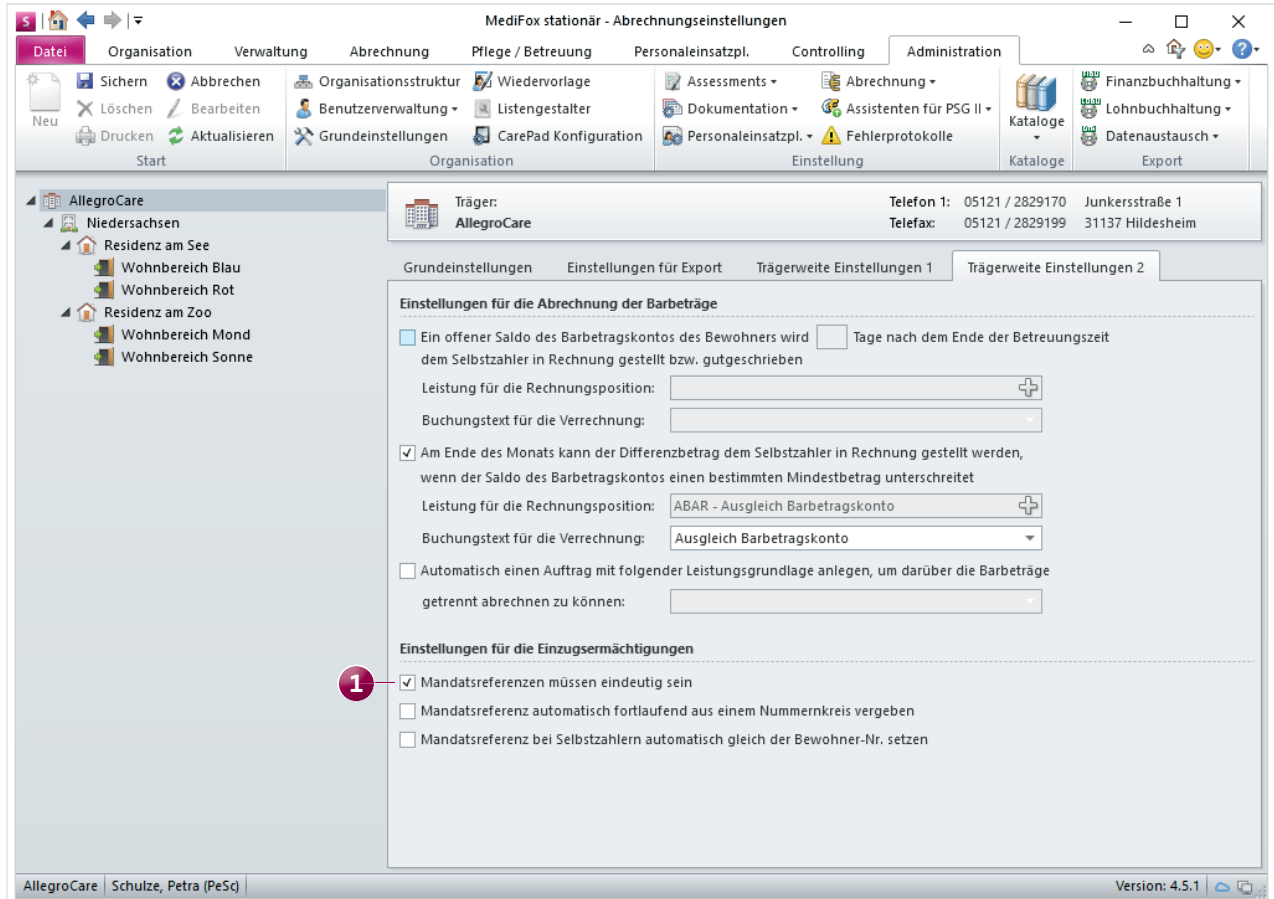 S MediFox stationär - Abrechnungseinstellungen
Datei Organisation Verwaltung Abrechnung Pflege / Betreuung Personaleinsatzpl. Controlling Administration
Neu
Sichern
Löschen
Drucken
Abbrechen
Bearbeiten
Aktualisieren
Start
Organisationsstruktur
Benutzerverwaltung
Grundeinstellungen
Wiedervorlage
Listengestalter
CarePad Konfiguration
Organisation
Assessments
Dokumentation
Personaleinsatzpl.
Abrechnung
Assistenten für PSG II
Fehlerprotokolle
Einstellung
Kataloge
Kataloge
Finanzbuchhaltung
Lohnbuchhaltung
Datenaustausch
Export
AllegroCare
Niedersachsen
Residenz am See
Wohnbereich Blau
Wohnbereich Rot
Residenz am Zoo
Wohnbereich Mond
Wohnbereich Sonne
Träger: Telefon 1: 05121 / 2829170 Junkersstraße 1
AllegroCare Telefax: 05121 / 2829199 31137 Hildesheim
Grundeinstellungen Einstellungen für Export Trägerweite Einstellungen 1 Trägerweite Einstellungen 2
Einstellungen für die Abrechnung der Barbeträge
Ein offener Saldo des Barbetragskontos des Bewohners wird Tage nach dem Ende der Betreuungszeit
dem Selbstzahler in Rechnung gestellt bzw. gutgeschrieben
Leistung für die Rechnungsposition:
Buchungstext für die Verrechnung:
Am Ende des Monats kann der Differenzbetrag dem Selbstzahler in Rechnung gestellt werden,
wenn der Saldo des Barbetragskontos einen bestimmten Mindestbetrag unterschreitet
Leistung für die Rechnungsposition: ABAR - Ausgleich Barbetragskonto
Buchungstext für die Verrechnung: Ausgleich Barbetragskonto
Automatisch einen Auftrag mit folgender Leistungsgrundlage anlegen, um darüber die Barbeträge
getrennt abrechnen zu können:
Einstellungen für die Einzugsermächtigungen
1 Mandatsreferenzen müssen eindeutig sein
Mandatsreferenz automatisch fortlaufend aus einem Nummernkreis vergeben
Mandatsreferenz bei Selbstzahlern automatisch gleich der Bewohner-Nr. setzen
AllegroCare Schulze, Petra (PeSc) Version: 4.5.1